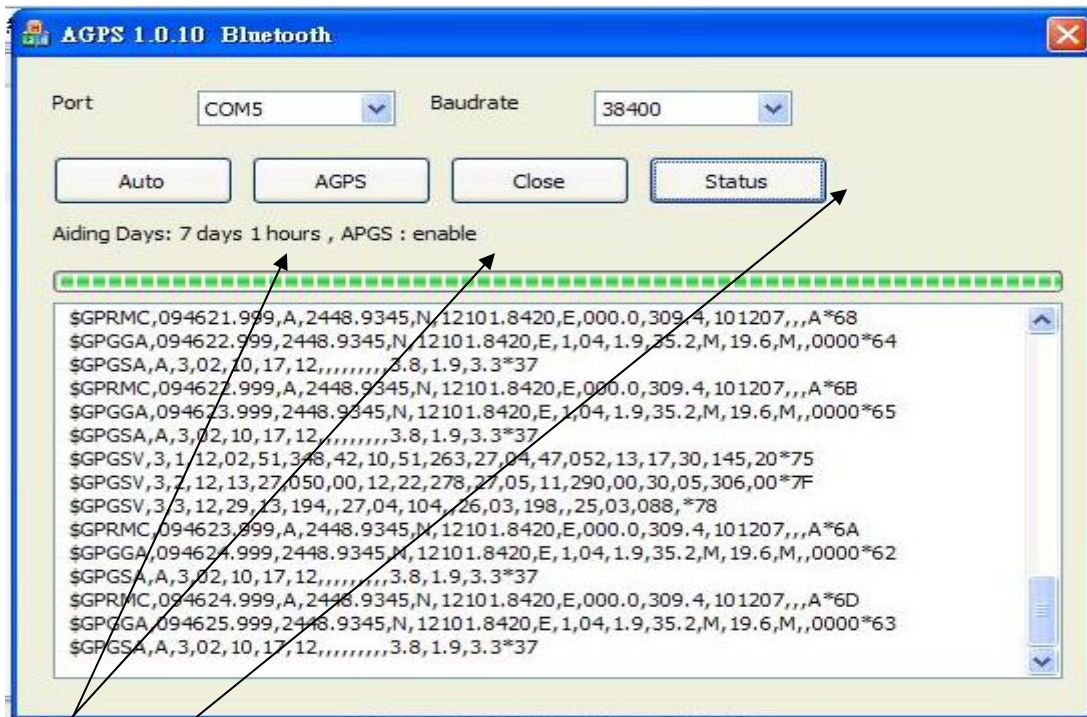 AGPS 1.0.10 Bluetooth
Port COM5 Baudrate 38400
Auto AGPS Close Status
Aiding Days: 7 days 1 hours , APGS : enable
$GPRMC,094621.999,A,2448.9345,N,12101.8420,E,000.0,309.4,101207,,,A*68
$GPGGA,094622.999,2448.9345,N,12101.8420,E,1,04,1.9,35.2,M,19.6,M,,0000*64
$GPGSA,A,3,02,10,17,12,,,,,,,,,3.8,1.9,3.3*37
$GPRMC,094622.999,A,2448.9345,N,12101.8420,E,000.0,309.4,101207,,,A*6B
$GPGGA,094623.999,2448.9345,N,12101.8420,E,1,04,1.9,35.2,M,19.6,M,,0000*65
$GPGSA,A,3,02,10,17,12,,,,,,,,,3.8,1.9,3.3*37
$GPGSV,3,1,12,02,51,348,42,10,51,263,27,04,47,052,13,17,30,145,20*75
$GPGSV,3,2,12,13,27,050,00,12,22,278,27,05,11,290,00,30,05,306,00*7F
$GPGSV,3,3,12,29,13,194,,27,04,104,,26,03,198,,25,03,088,*78
$GPRMC,094623.999,A,2448.9345,N,12101.8420,E,000.0,309.4,101207,,,A*6A
$GPGGA,094624.999,2448.9345,N,12101.8420,E,1,04,1.9,35.2,M,19.6,M,,0000*62
$GPGSA,A,3,02,10,17,12,,,,,,,,,3.8,1.9,3.3*37
$GPRMC,094624.999,A,2448.9345,N,12101.8420,E,000.0,309.4,101207,,,A*6D
$GPGGA,094625.999,2448.9345,N,12101.8420,E,1,04,1.9,35.2,M,19.6,M,,0000*63
$GPGSA,A,3,02,10,17,12,,,,,,,,,3.8,1.9,3.3*37